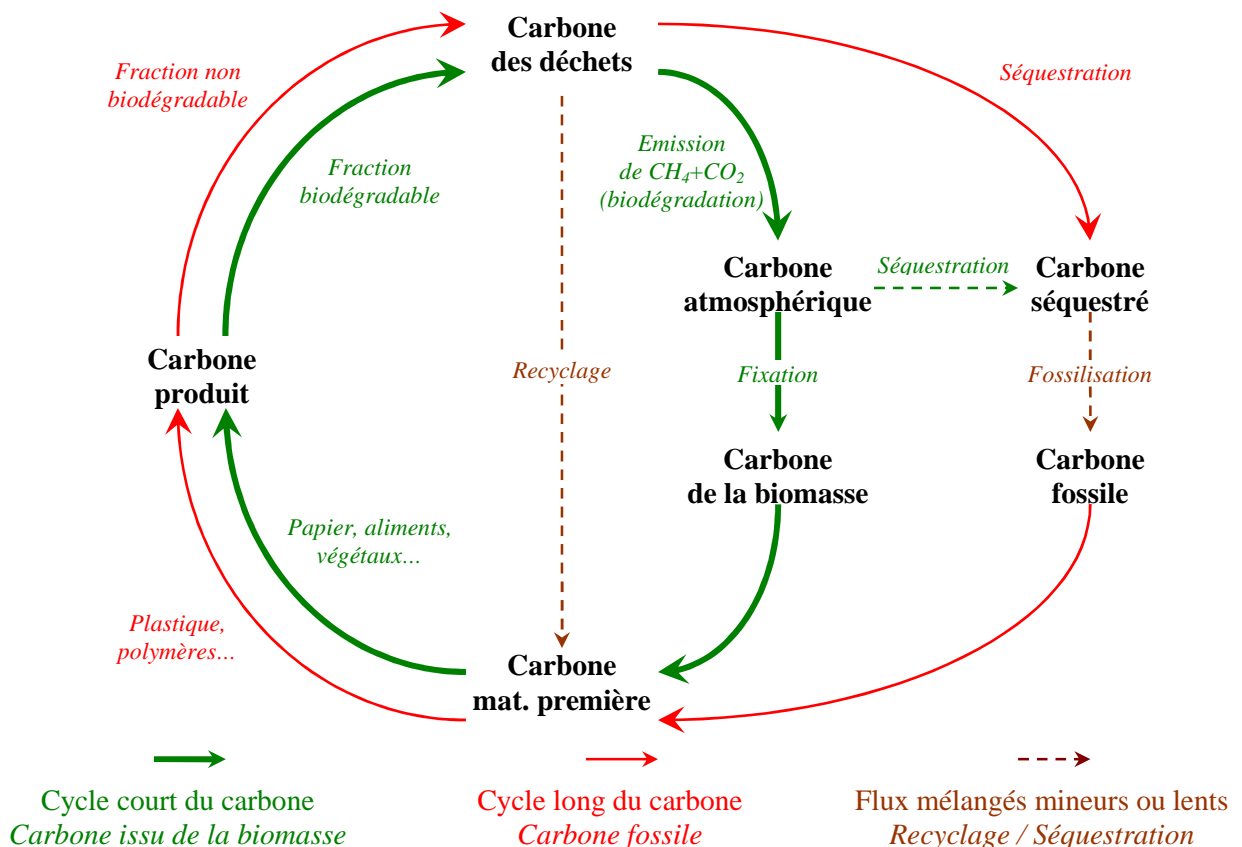 Carbone
des déchets
Fraction non
biodégradable
Séquestration
Fraction
biodégradable
Emission
de CH₄+CO₂
(biodégradation)
Carbone
atmosphérique
Séquestration
Carbone
séquestré
Carbone
produit
Recyclage
Fixation
Fossilisation
Carbone
de la biomasse
Carbone
fossile
Papier, aliments,
végétaux…
Plastique,
polymères…
Carbone
mat. première
Cycle court du carbone
Carbone issu de la biomasse
Cycle long du carbone
Carbone fossile
Flux mélangés mineurs ou lents
Recyclage / Séquestration